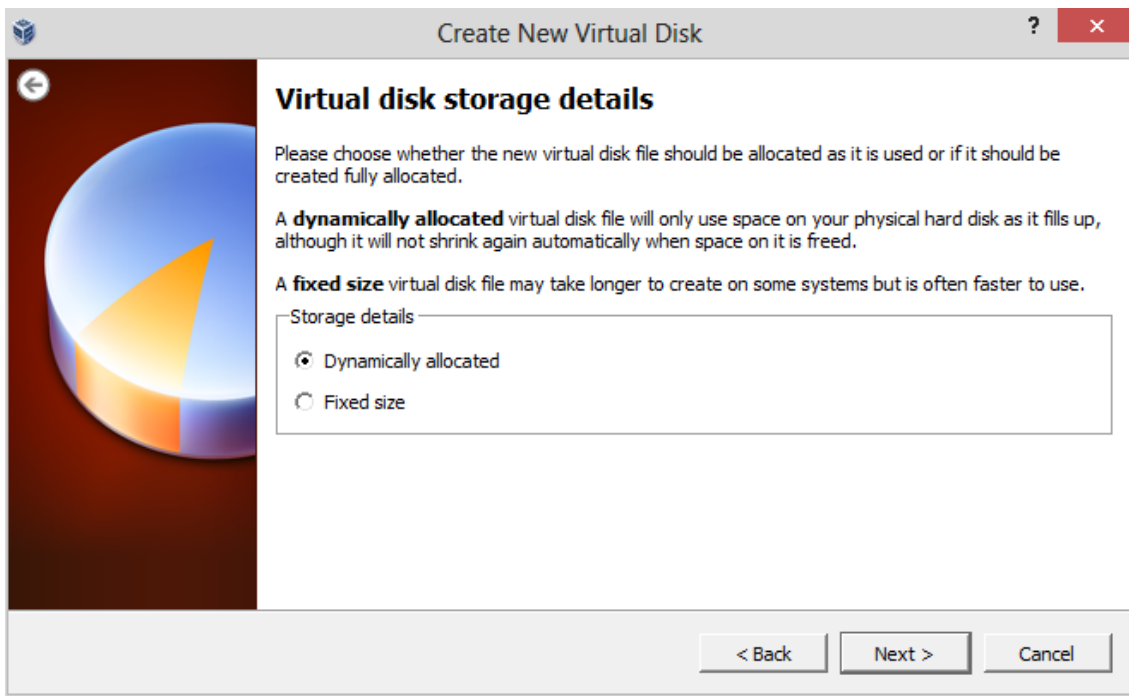 Create New Virtual Disk
?
×
Virtual disk storage details
Please choose whether the new virtual disk file should be allocated as it is used or if it should be
created fully allocated.
A dynamically allocated virtual disk file will only use space on your physical hard disk as it fills up,
although it will not shrink again automatically when space on it is freed.
A fixed size virtual disk file may take longer to create on some systems but is often faster to use.
Storage details
Dynamically allocated
Fixed size
< Back
Next >
Cancel